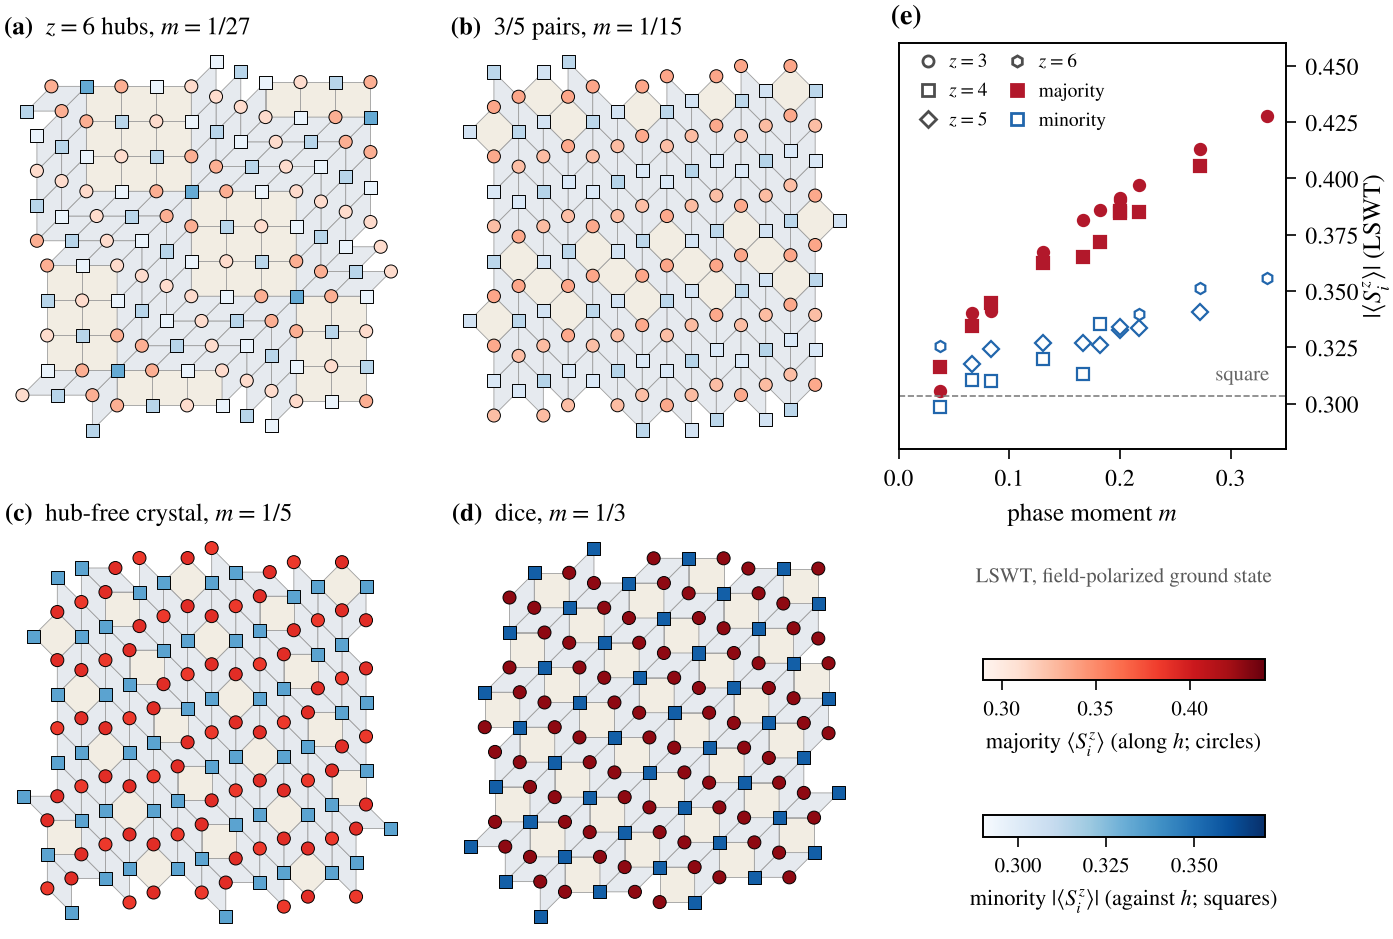 (a) z = 6 hubs, m = 1/27
(b) 3/5 pairs, m = 1/15
(c) hub-free crystal, m = 1/5
(d) dice, m = 1/3
(e)
z = 3
z = 4
z = 5
z = 6
majority
minority
square
0.450
0.425
0.400
0.375
0.350
0.325
0.300
|⟨Sᵢᶻ⟩| (LSWT)
0.0
0.1
0.2
0.3
phase moment m
LSWT, field-polarized ground state
0.30
0.35
0.40
majority ⟨Sᵢᶻ⟩ (along h; circles)
0.300
0.325
0.350
minority |⟨Sᵢᶻ⟩| (against h; squares)